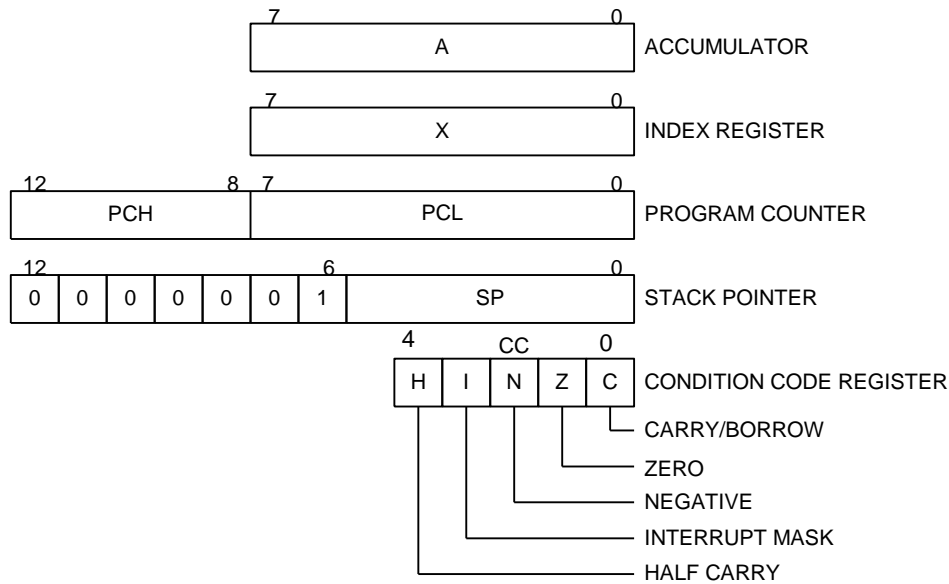 7 0
A ACCUMULATOR
7 0
X INDEX REGISTER
12 8 7 0
PCH PCL PROGRAM COUNTER
12 6 0
0 0 0 0 0 0 1 SP STACK POINTER
4 CC 0
H I N Z C CONDITION CODE REGISTER
CARRY/BORROW
ZERO
NEGATIVE
INTERRUPT MASK
HALF CARRY